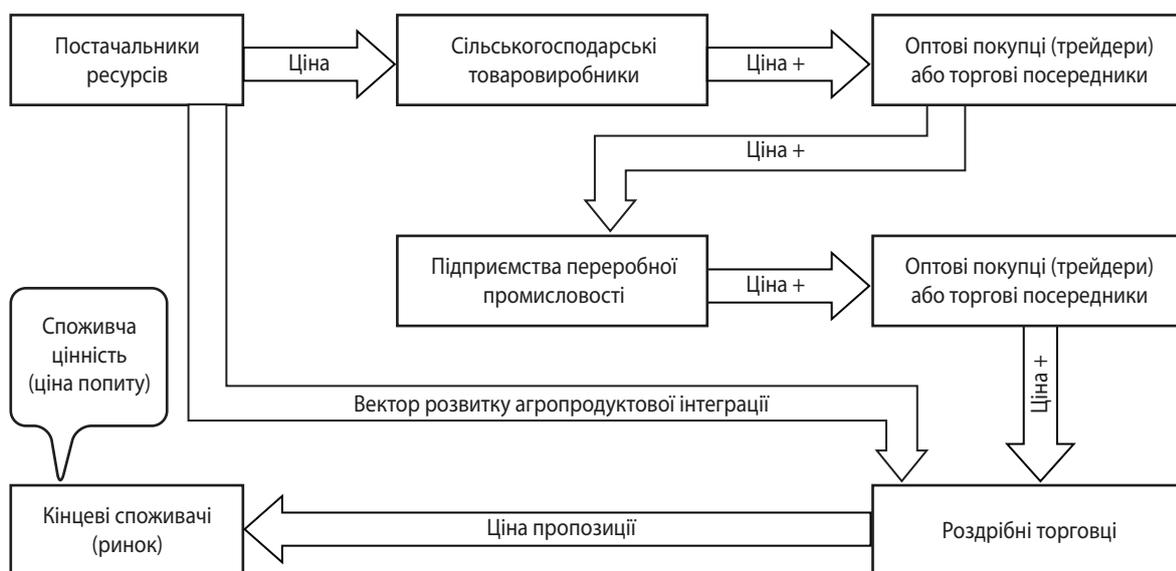 Постачальники
ресурсів
Ціна
Сільськогосподарські
товаровиробники
Ціна +
Оптові покупці (трейдери)
або торгові посередники
Ціна +
Підприємства переробної
промисловості
Ціна +
Оптові покупці (трейдери)
або торгові посередники
Споживча
цінність
(ціна попиту)
Ціна +
Вектор розвитку агропродуктової інтеграції
Кінцеві споживачі
(ринок)
Ціна пропозиції
Роздрібні торговці